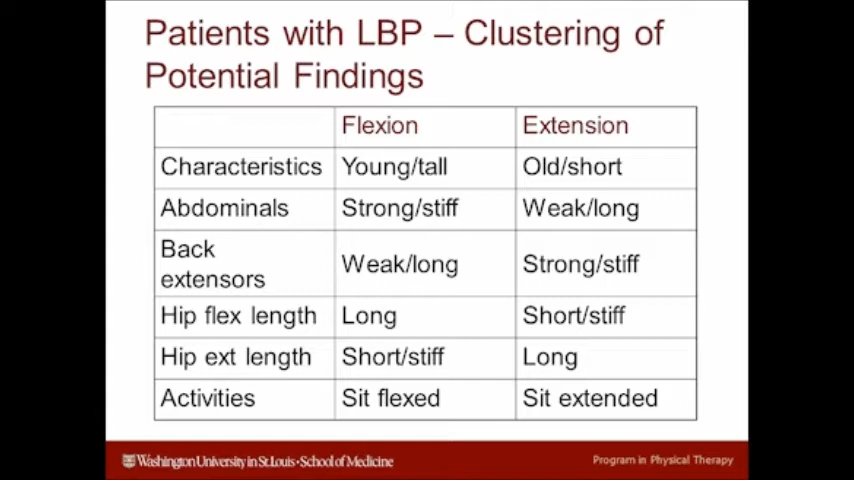 Patients with LBP – Clustering of
Potential Findings
Flexion Extension
Characteristics Young/tall Old/short
Abdominals Strong/stiff Weak/long
Back
extensors Weak/long Strong/stiff
Hip flex length Long Short/stiff
Hip ext length Short/stiff Long
Activities Sit flexed Sit extended
Washington University in St. Louis • School of Medicine
Program in Physical Therapy